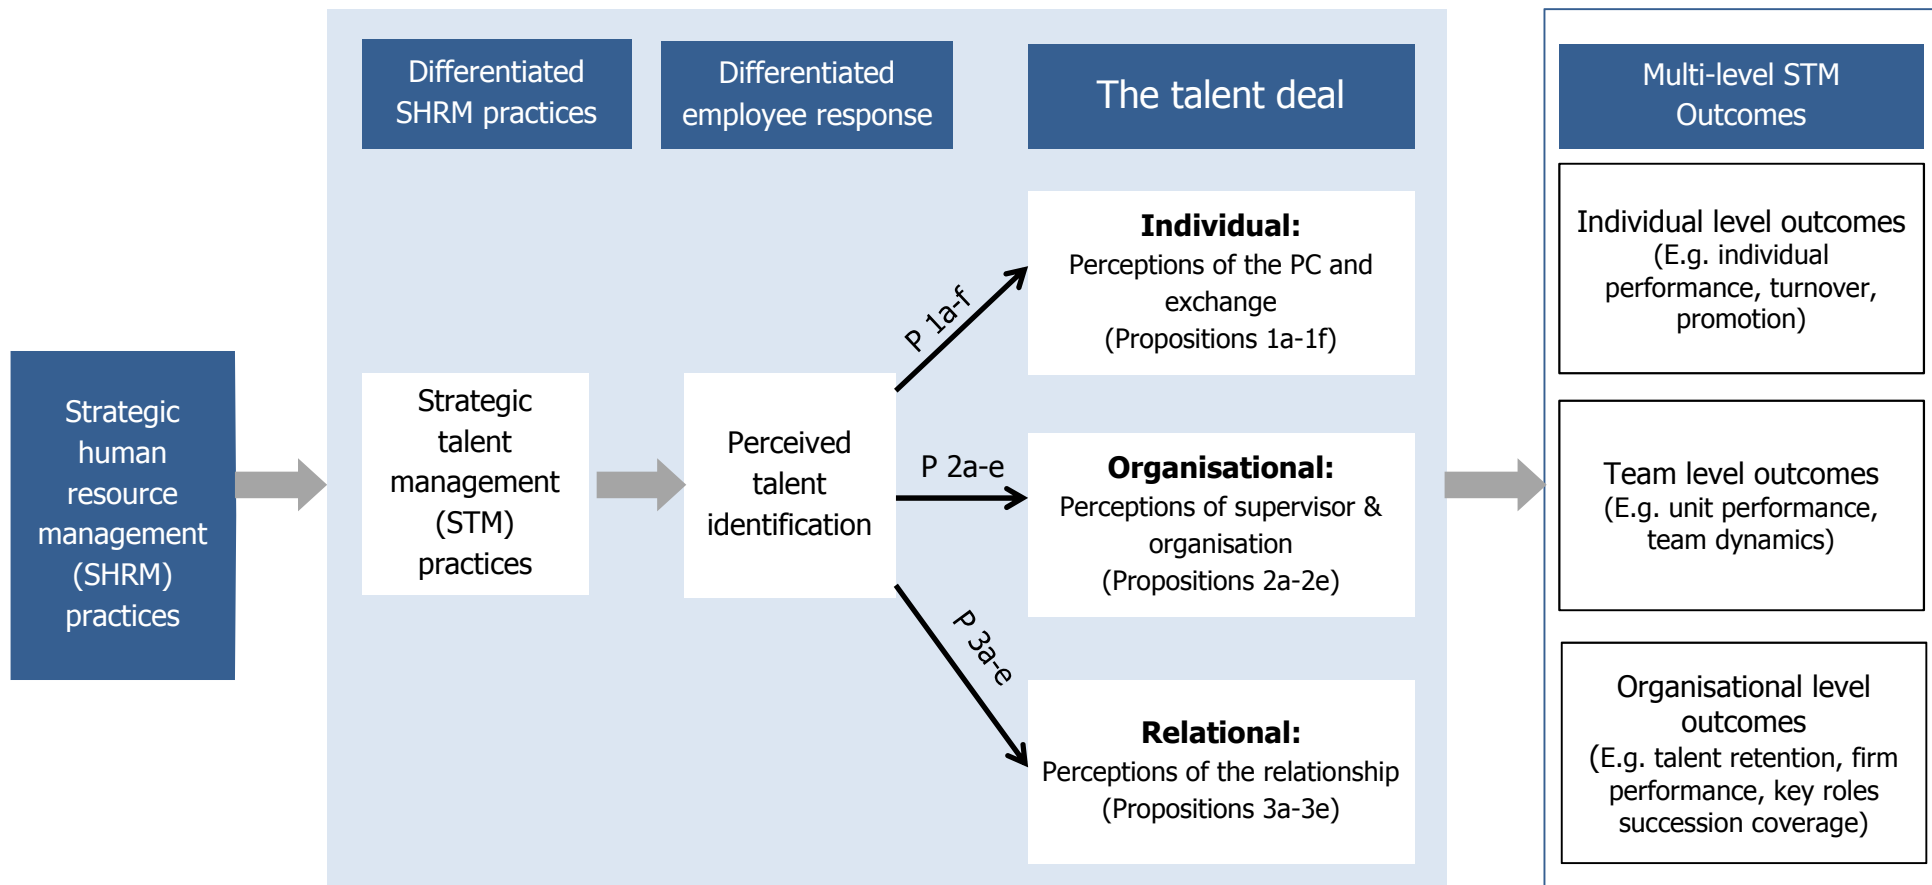 Strategic
human
resource
management
(SHRM)
practices
Differentiated
SHRM practices
Strategic
talent
management
(STM)
practices
Differentiated
employee response
Perceived
talent
identification
P 1a-f
P 2a-e
P 3a-e
The talent deal
Individual:
Perceptions of the PC and
exchange
(Propositions 1a-1f)
Organisational:
Perceptions of supervisor &
organisation
(Propositions 2a-2e)
Relational:
Perceptions of the relationship
(Propositions 3a-3e)
Multi-level STM
Outcomes
Individual level outcomes
(E.g. individual
performance, turnover,
promotion)
Team level outcomes
(E.g. unit performance,
team dynamics)
Organisational level
outcomes
(E.g. talent retention, firm
performance, key roles
succession coverage)